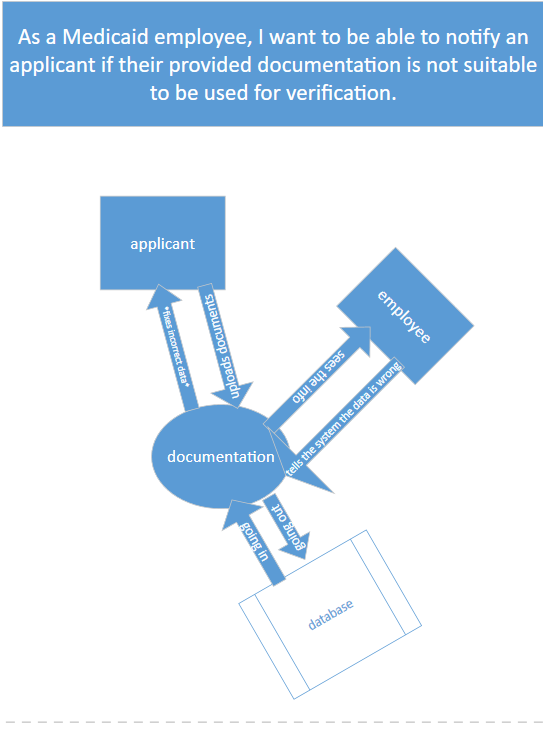 As a Medicaid employee, I want to be able to notify an
applicant if their provided documentation is not suitable
to be used for verification.
applicant
employee
*fixes incorrect data*
uploads documents
sees the info
tells the system the data is wrong
documentation
going in
going out
database